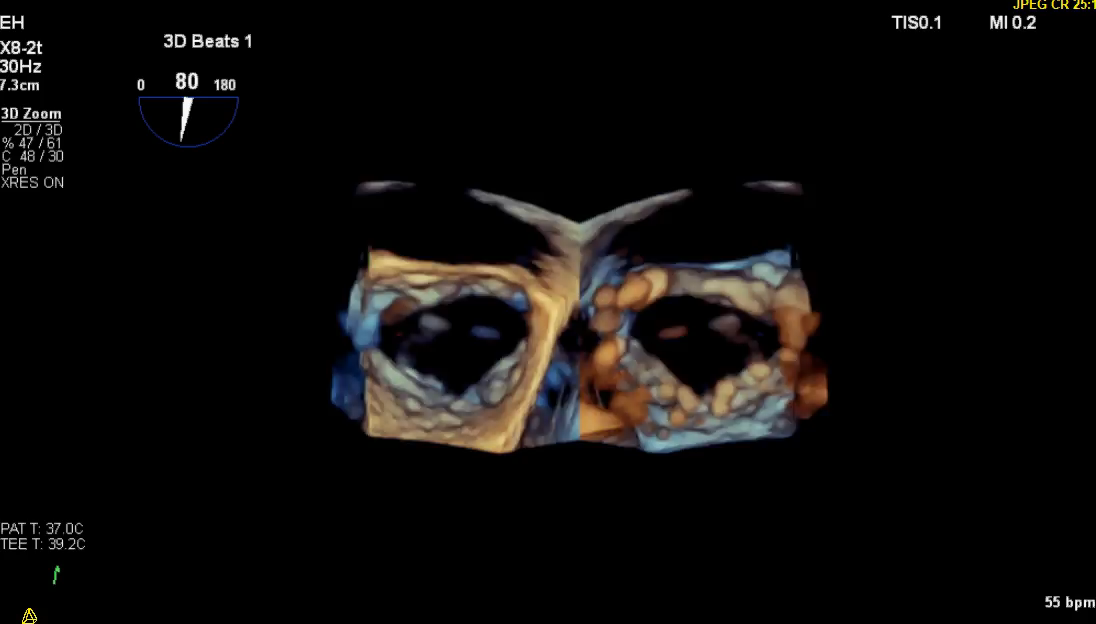 JPEG CR 25:1
EH
TIS0.1 MI 0.2
X8-2t
30Hz
7.3cm
3D Beats 1
0 80 180
3D Zoom
2D / 3D
% 47 / 61
C 48 / 30
Pen
XRES ON
PAT T: 37.0C
TEE T: 39.2C
55 bpm